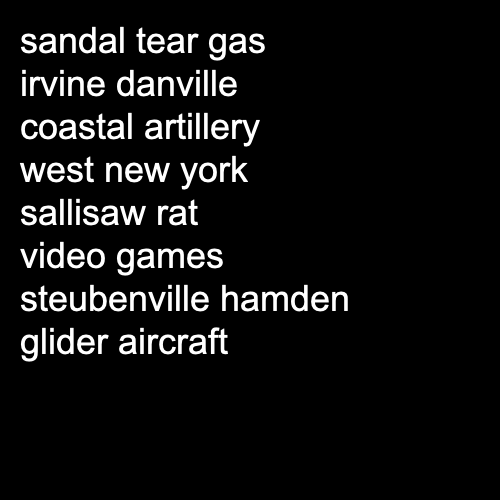 sandal tear gas
irvine danville
coastal artillery
west new york
sallisaw rat
video games
steubenville hamden
glider aircraft